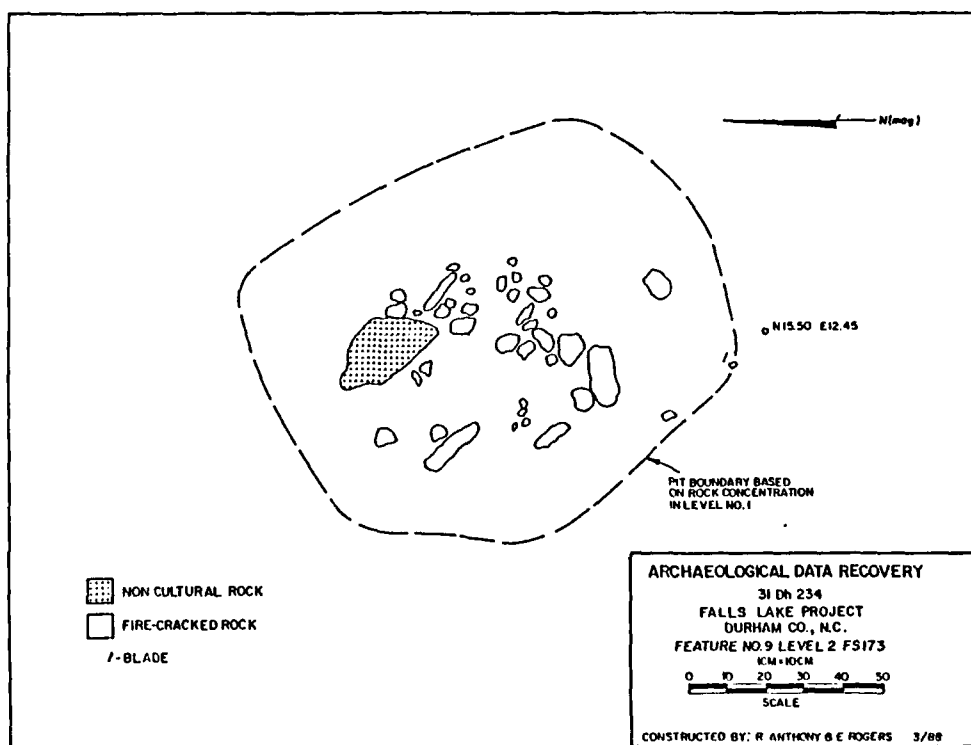 N(mag)
N15.50 E12.45
PIT BOUNDARY BASED
ON ROCK CONCENTRATION
IN LEVEL NO.1
NON CULTURAL ROCK
FIRE-CRACKED ROCK
/-BLADE
ARCHAEOLOGICAL DATA RECOVERY
31 Dh 234
FALLS LAKE PROJECT
DURHAM CO., N.C.
FEATURE NO.9 LEVEL 2 FS173
1CM=10CM
0 10 20 30 40 50
SCALE
CONSTRUCTED BY: R ANTHONY & E ROGERS 3/88